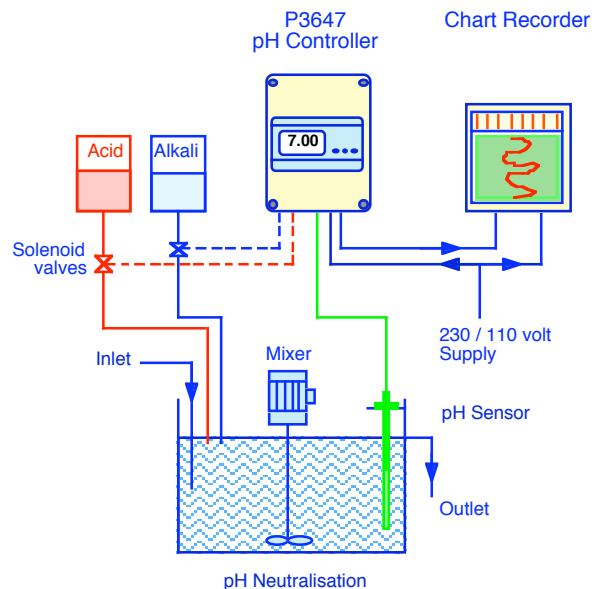 P3647
pH Controller
Chart Recorder
7.00
Acid
Alkali
Solenoid
valves
230 / 110 volt
Supply
Inlet
Mixer
pH Sensor
Outlet
pH Neutralisation